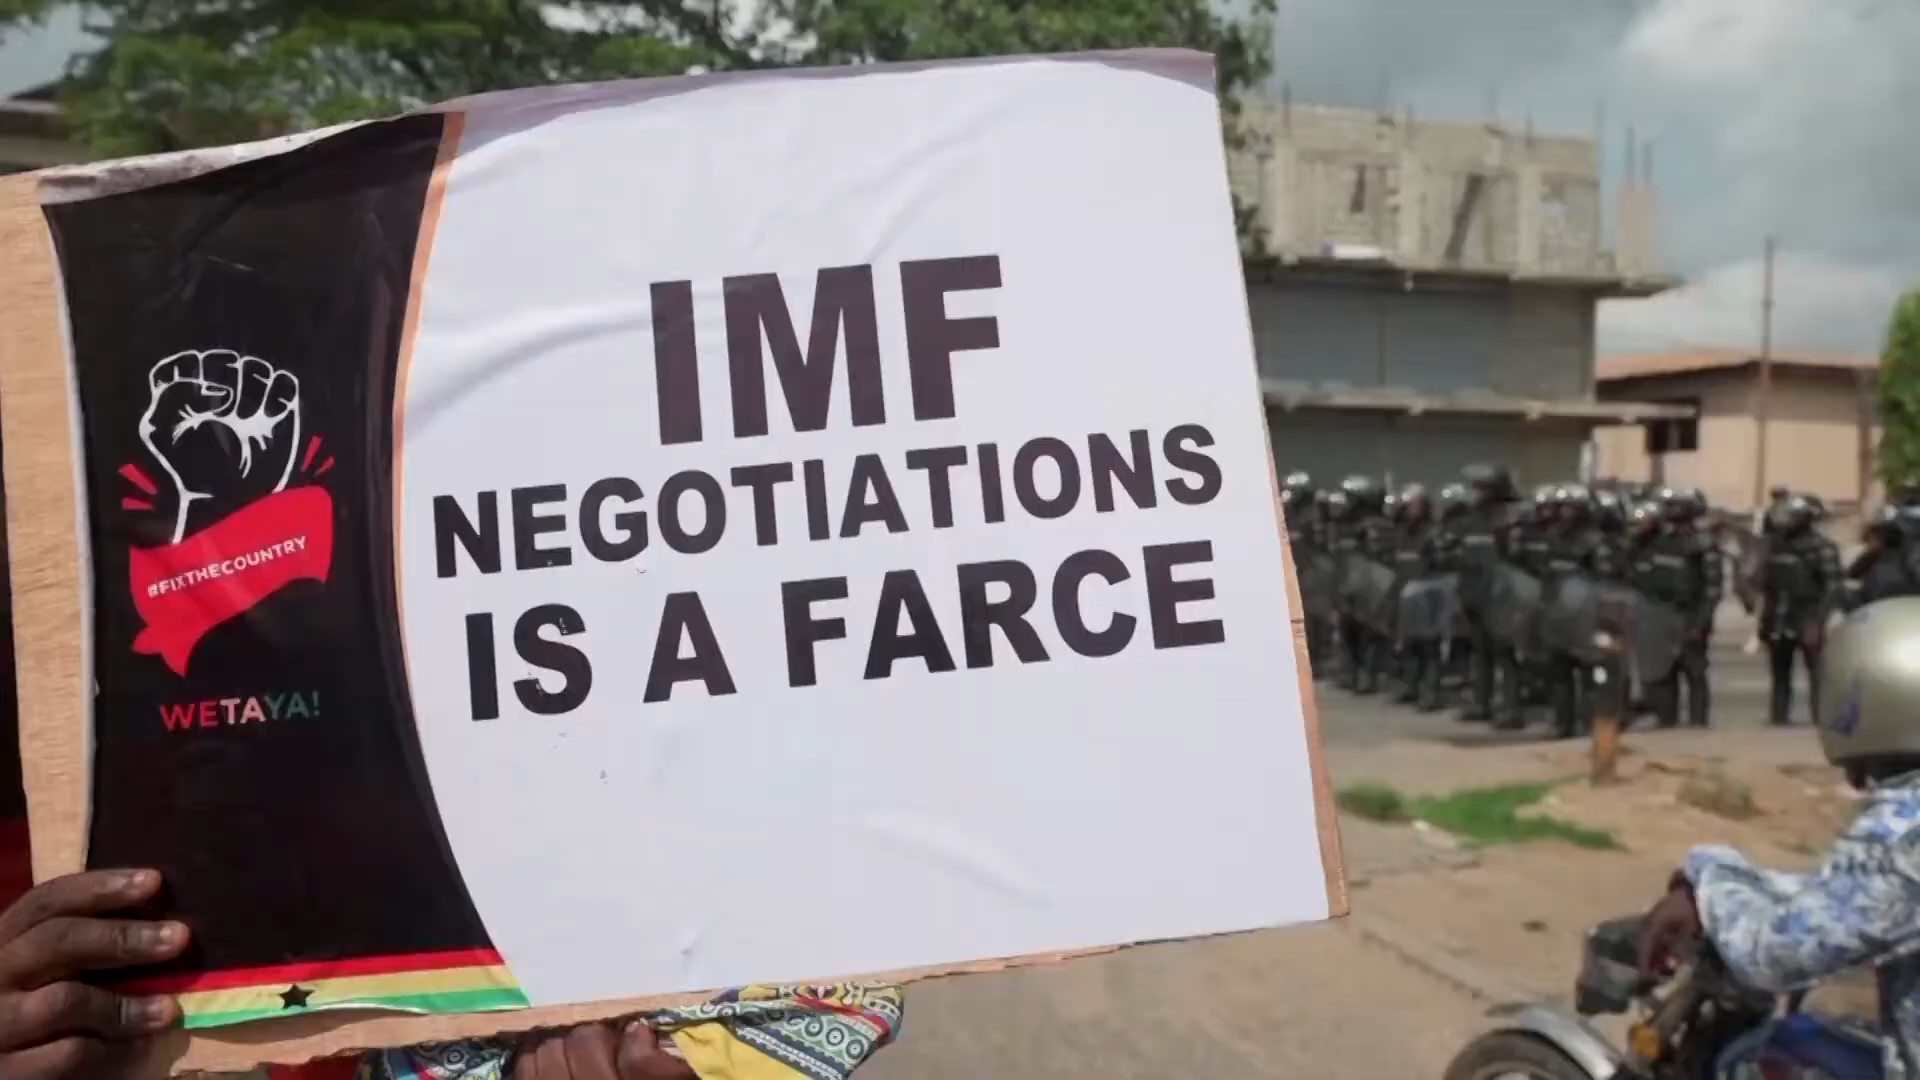 IMF
NEGOTIATIONS
IS A FARCE
#FIXTHECOUNTRY
WETAYA!